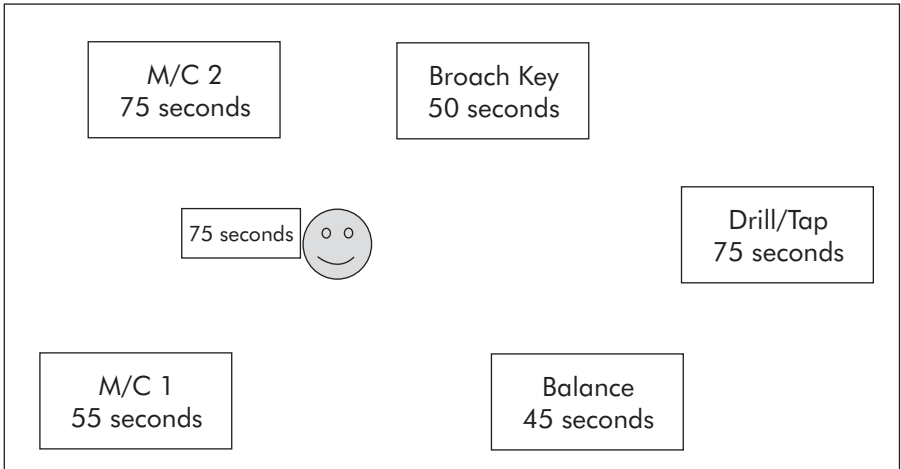 M/C 2
75 seconds
Broach Key
50 seconds
75 seconds
Drill/Tap
75 seconds
M/C 1
55 seconds
Balance
45 seconds